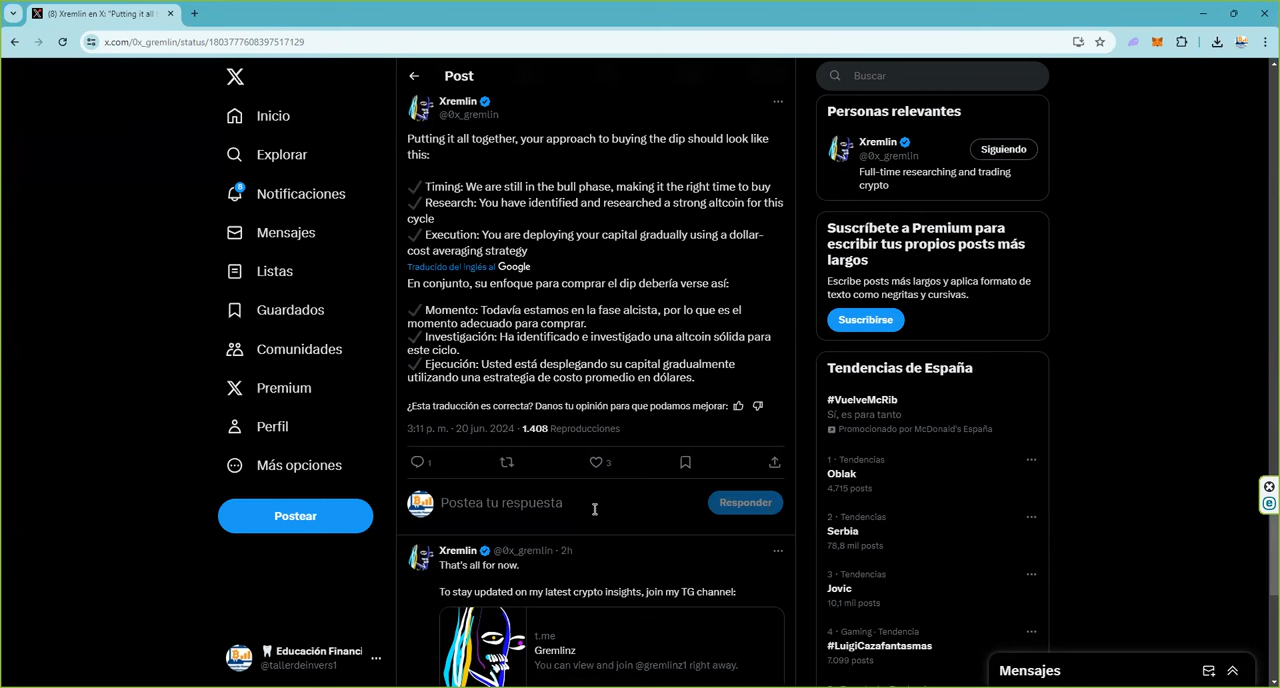 (8) Xremlin en X: "Putting it all
x.com/0x_gremlin/status/1803777608397517129
Inicio
Explorar
8
Notificaciones
Mensajes
Listas
Guardados
Comunidades
Premium
Perfil
Más opciones
Postear
Educación Financi
@tallerdeinvers1
Post
Xremlin
@0x_gremlin
Putting it all together, your approach to buying the dip should look like
this:
✓ Timing: We are still in the bull phase, making it the right time to buy
✓ Research: You have identified and researched a strong altcoin for this
cycle
✓ Execution: You are deploying your capital gradually using a dollar-
cost averaging strategy
Traducido del inglés al Google
En conjunto, su enfoque para comprar el dip debería verse así:
✓ Momento: Todavía estamos en la fase alcista, por lo que es el
momento adecuado para comprar.
✓ Investigación: Ha identificado e investigado una altcoin sólida para
este ciclo.
✓ Ejecución: Usted está desplegando su capital gradualmente
utilizando una estrategia de costo promedio en dólares.
¿Esta traducción es correcta? Danos tu opinión para que podamos mejorar:
3:11 p. m. · 20 jun. 2024 · 1.408 Reproducciones
1
3
Postea tu respuesta
Responder
Xremlin @0x_gremlin · 2h
That's all for now.
To stay updated on my latest crypto insights, join my TG channel:
t.me
Gremlinz
You can view and join @gremlinz1 right away.
Buscar
Personas relevantes
Xremlin
@0x_gremlin
Siguiendo
Full-time researching and trading
crypto
Suscríbete a Premium para
escribir tus propios posts más
largos
Escribe posts más largos y aplica formato de
texto como negritas y cursivas.
Suscribirse
Tendencias de España
#VuelveMcRib
Sí, es para tanto
Promocionado por McDonald's España
1 · Tendencias
Oblak
4.715 posts
2 · Tendencias
Serbia
78,8 mil posts
3 · Tendencias
Jovic
10,1 mil posts
4 · Gaming · Tendencia
#LuigiCazafantasmas
7.099 posts
Mensajes